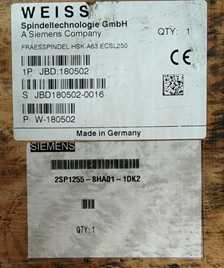 WEISS
Spindeltechnologie GmbH
A Siemens Company
QTY: 1
FRAESSPINDEL HSK A63 ECSL250
1P JBD:180502
S JBD180502-0016
P W-180502
CE
Made in Germany
SIEMENS
2SP1255-8HA01-1DK2
QTY:1